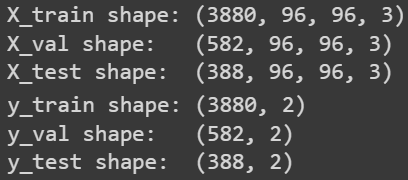 X_train shape: (3880, 96, 96, 3)
X_val shape:   (582, 96, 96, 3)
X_test shape:  (388, 96, 96, 3)
y_train shape: (3880, 2)
y_val shape:   (582, 2)
y_test shape:  (388, 2)